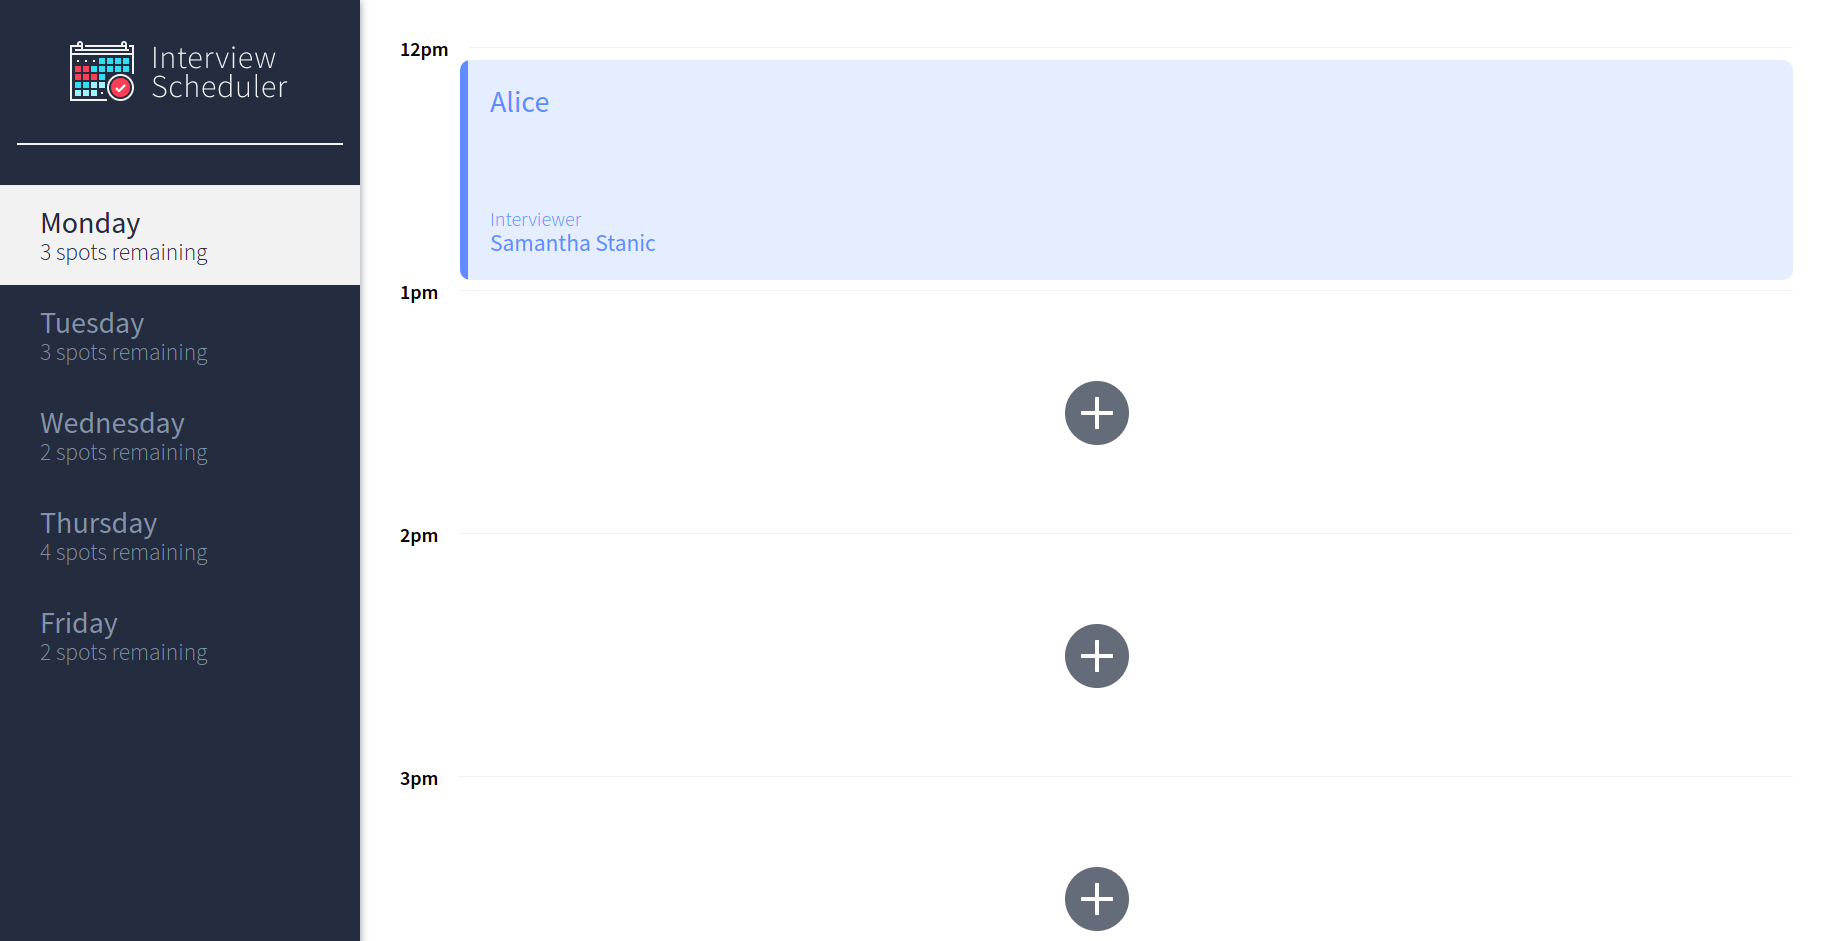 Interview
Scheduler
Monday
3 spots remaining
Tuesday
3 spots remaining
Wednesday
2 spots remaining
Thursday
4 spots remaining
Friday
2 spots remaining
12pm
Alice
Interviewer
Samantha Stanic
1pm
2pm
3pm